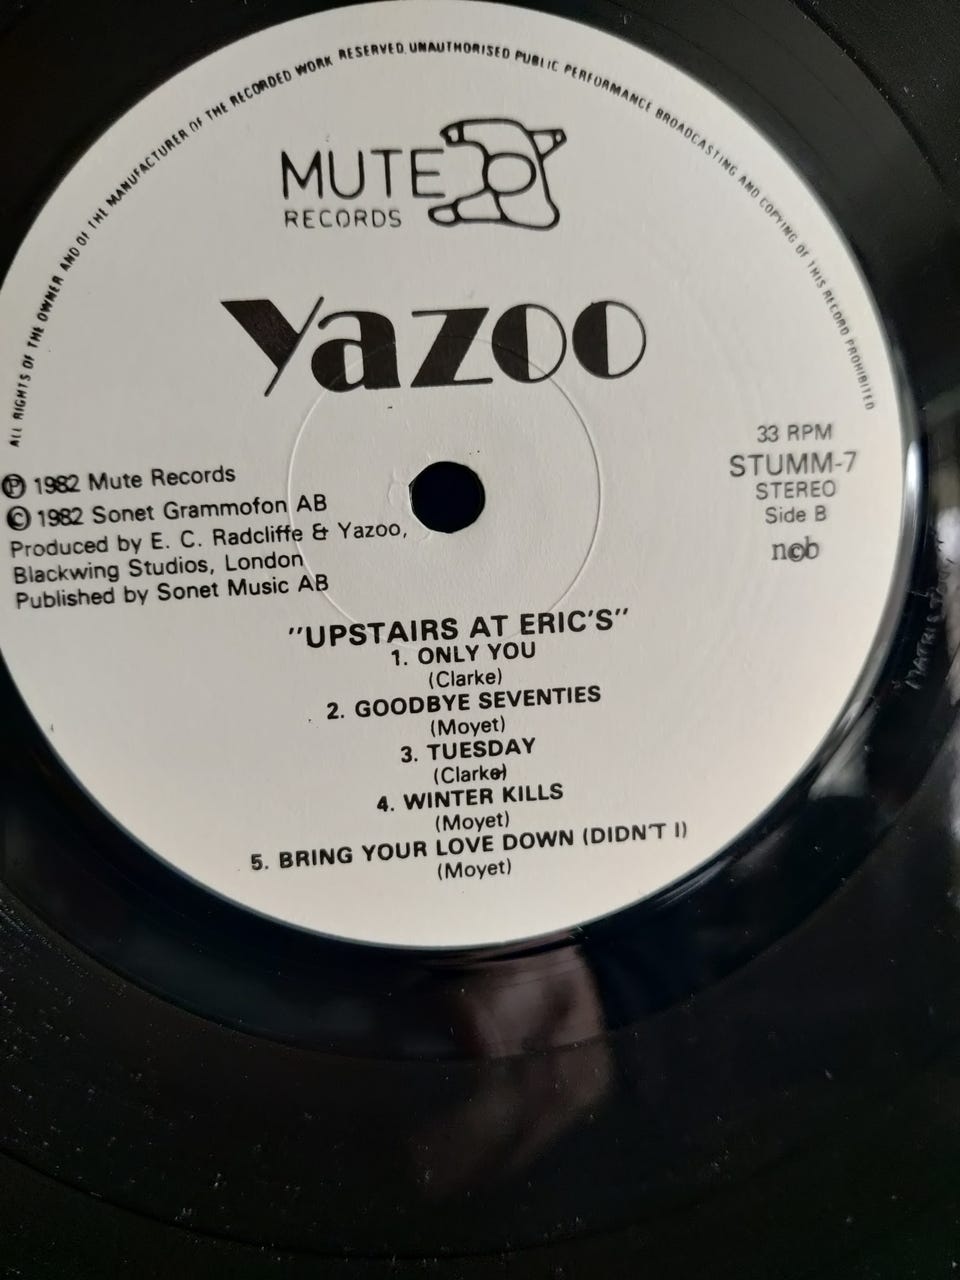 ALL RIGHTS OF THE OWNER AND OF THE MANUFACTURER OF THE RECORDED WORK RESERVED. UNAUTHORISED PUBLIC PERFORMANCE BROADCASTING AND COPYING OF THIS RECORD PROHIBITED
MUTE
RECORDS
Yazoo
33 RPM
STUMM-7
STEREO
Side B
n©b
Ⓟ 1982 Mute Records
© 1982 Sonet Grammofon AB
Produced by E. C. Radcliffe & Yazoo,
Blackwing Studios, London
Published by Sonet Music AB
"UPSTAIRS AT ERIC'S"
1. ONLY YOU
(Clarke)
2. GOODBYE SEVENTIES
(Moyet)
3. TUESDAY
(Clarke)
4. WINTER KILLS
(Moyet)
5. BRING YOUR LOVE DOWN (DIDN'T I)
(Moyet)